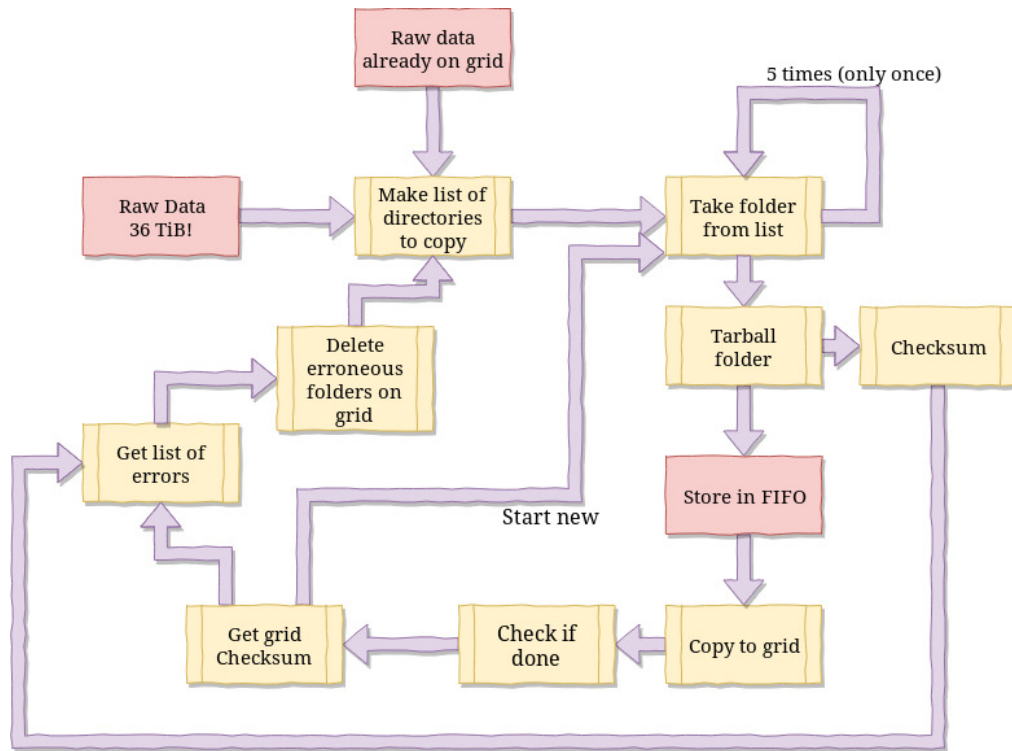 Raw data
already on grid
5 times (only once)
Raw Data
36 TiB!
Make list of
directories
to copy
Take folder
from list
Delete
erroneous
folders on
grid
Tarball
folder
Checksum
Get list of
errors
Store in FIFO
Start new
Get grid
Checksum
Check if
done
Copy to grid